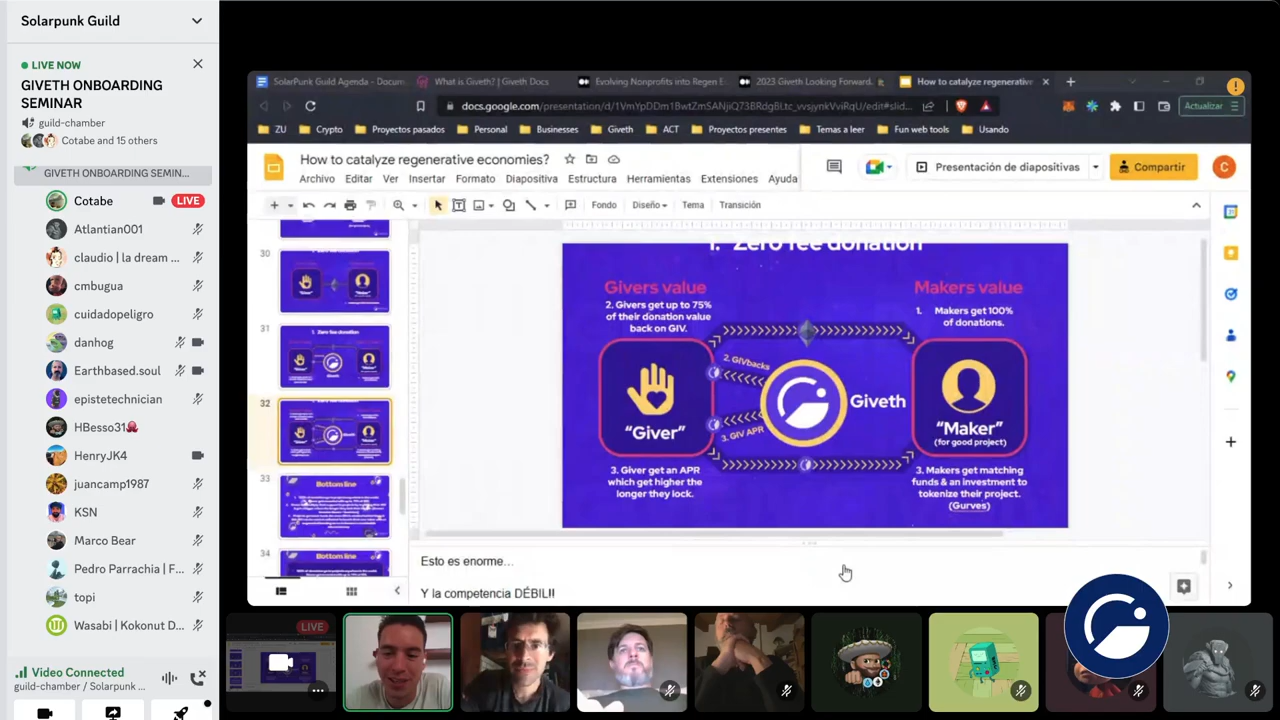 Solarpunk Guild
LIVE NOW
GIVETH ONBOARDING
SEMINAR
guild-chamber
Cotabe and 15 others
GIVETH ONBOARDING SEMIN...
Cotabe
LIVE
Atlantian001
claudio | la dream ...
cmbugua
cuidadopeligro
danhog
Earthbased.soul
epistetechnician
HBesso31
HenryJK4
juancamp1987
KSN
Marco Bear
Pedro Parrachia | F...
topi
Wasabi | Kokonut D...
Video Connected
guild-chamber / Solarpunk ...
SolarPunk Guild Agenda - Docum
What is Giveth? | Giveth Docs
Evolving Nonprofits into Regen E
2023 Giveth Looking Forward.
How to catalyze regenerative
Actualizar
ZU
Crypto
Proyectos pasados
Personal
Businesses
Giveth
ACT
Proyectos presentes
Temas a leer
Fun web tools
Usando
How to catalyze regenerative economies?
Archivo
Editar
Ver
Insertar
Formato
Diapositiva
Estructura
Herramientas
Extensiones
Ayuda
Presentación de diapositivas
Compartir
C
Fondo
Diseño
Tema
Transición
30
31
32
33
Bottom line
34
Bottom line
1. Zero fee donation
Givers value
2. Givers get up to 75%
of their donation value
back on GIV.
Makers value
1. Makers get 100%
of donations.
2. GIVbacks
3. GIV APR
Giveth
"Giver"
"Maker"
(for good project)
3. Giver get an APR
which get higher the
longer they lock.
3. Makers get matching
funds & an investment to
tokenize their project.
(Gurves)
Esto es enorme...
Y la competencia DÉBIL!!
LIVE